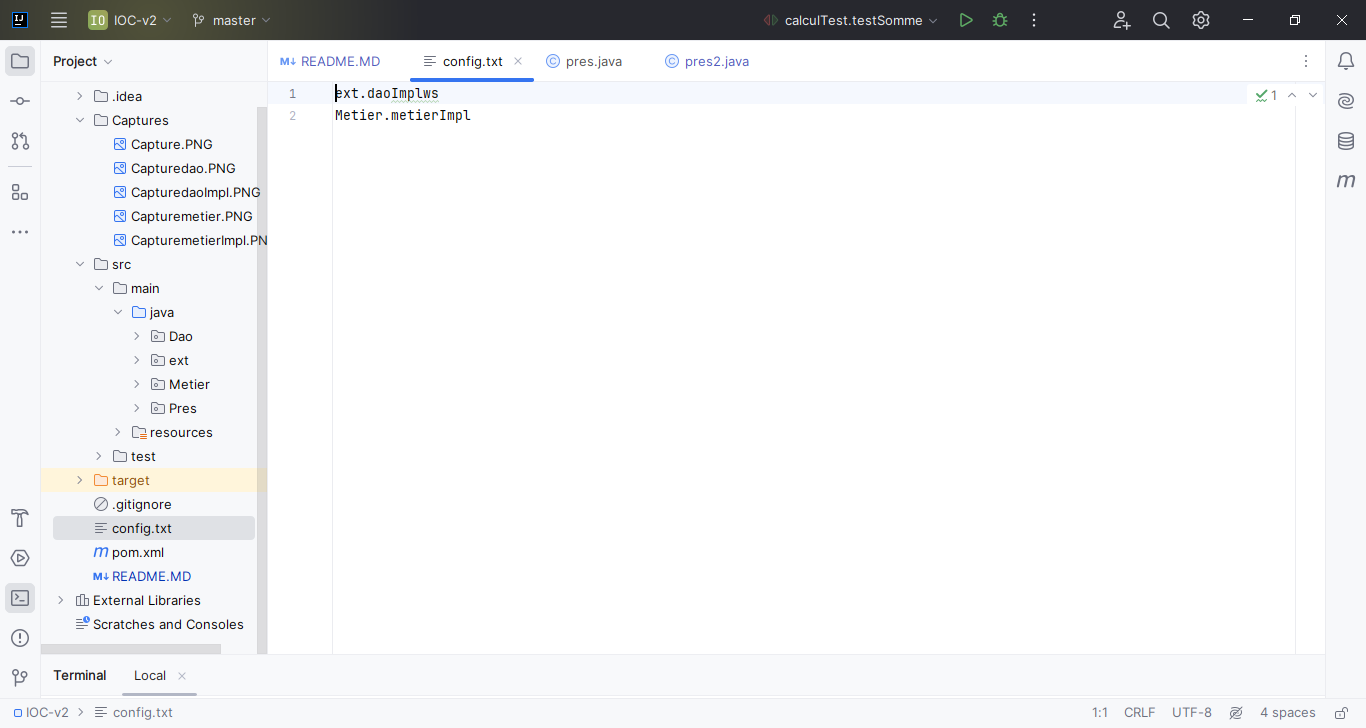 IO IOC-v2 master calculTest.testSomme
Project
README.MD config.txt pres.java pres2.java
.idea
Captures
Capture.PNG
Capturedao.PNG
CapturedaoImpl.PNG
Capturemetier.PNG
CapturemetierImpl.PN
src
main
java
Dao
ext
Metier
Pres
resources
test
target
.gitignore
config.txt
pom.xml
README.MD
External Libraries
Scratches and Consoles
1 ext.daoImplws
2 Metier.metierImpl
1
Terminal Local
IOC-v2 > config.txt 1:1 CRLF UTF-8 4 spaces